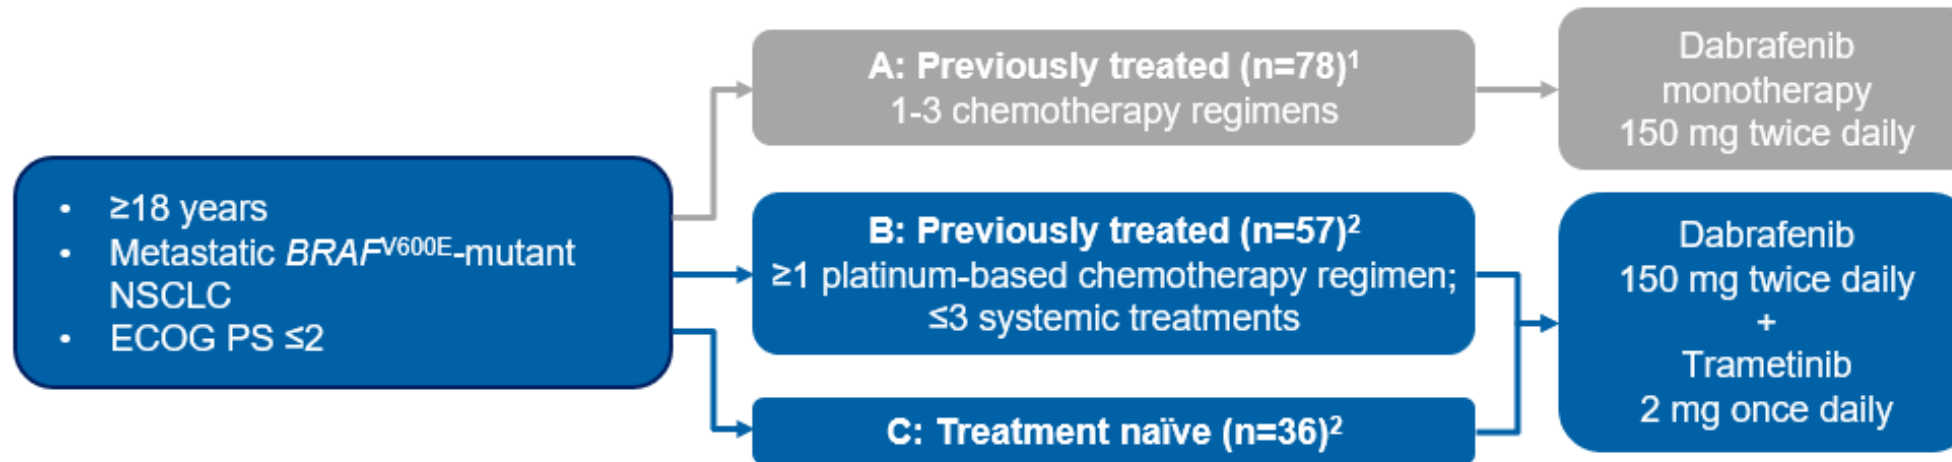 • ≥18 years
• Metastatic BRAFV600E-mutant
NSCLC
• ECOG PS ≤2
A: Previously treated (n=78)1
1-3 chemotherapy regimens
Dabrafenib
monotherapy
150 mg twice daily
B: Previously treated (n=57)2
≥1 platinum-based chemotherapy regimen;
≤3 systemic treatments
C: Treatment naïve (n=36)2
Dabrafenib
150 mg twice daily
+
Trametinib
2 mg once daily